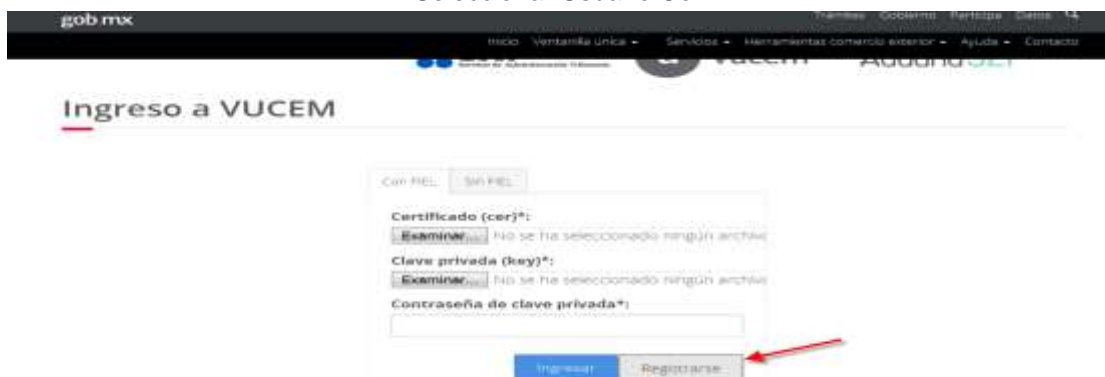 gob mx
Trámites Gobierno Participa Datos
Inicio Ventanilla única Servicios Herramientas comercio exterior Ayuda Contacto
vucem
Ingreso a VUCEM
Con FIEL Sin FIEL
Certificado (cer)*:
Examinar... No se ha seleccionado ningún archivo
Clave privada (key)*:
Examinar... No se ha seleccionado ningún archivo
Contraseña de clave privada*:
Ingresar Registrarse